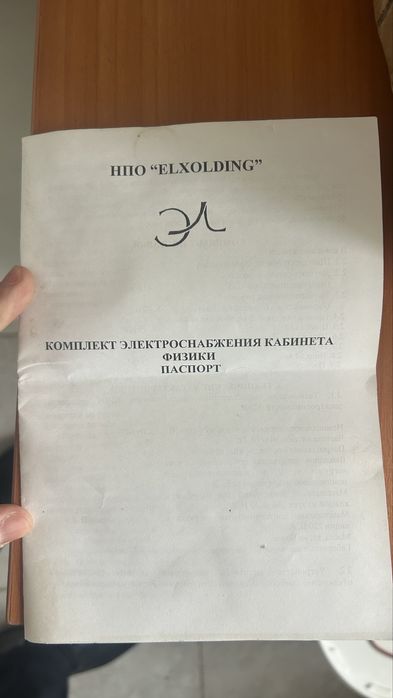 НПО “ELXOLDING”
ЭЛ
КОМПЛЕКТ ЭЛЕКТРОСНАБЖЕНИЯ КАБИНЕТА
ФИЗИКИ
ПАСПОРТ